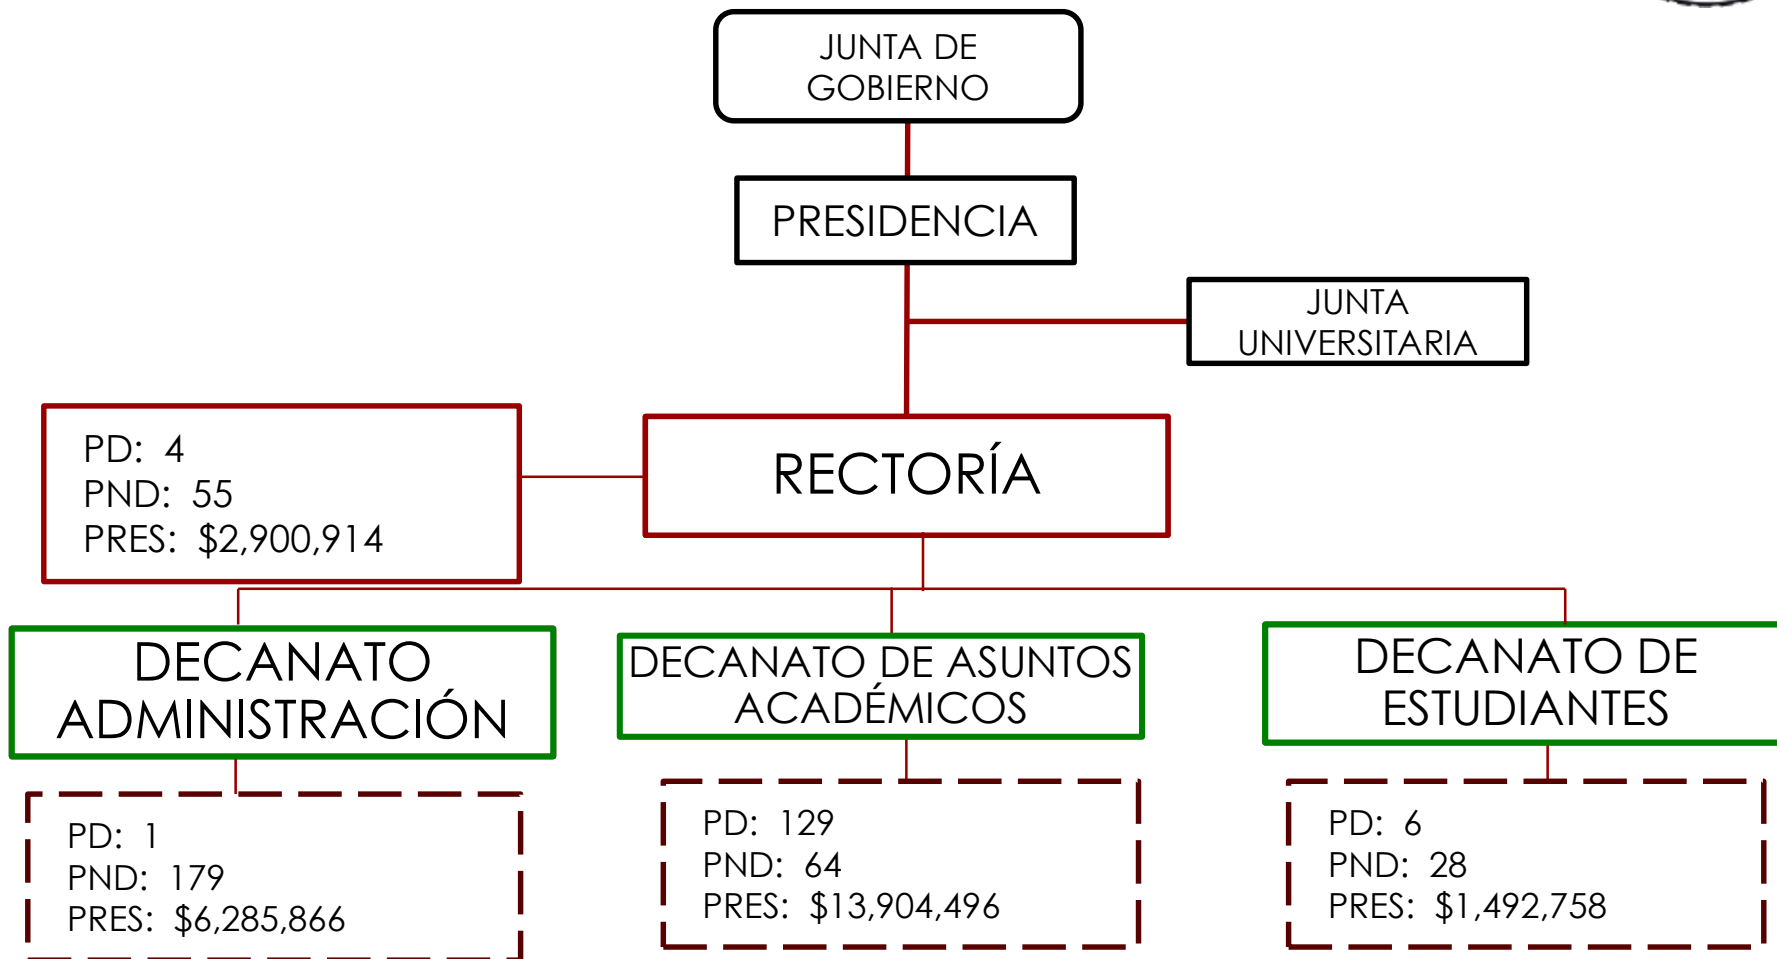 JUNTA DE
GOBIERNO
PRESIDENCIA
JUNTA
UNIVERSITARIA
PD: 4
PND: 55
PRES: $2,900,914
RECTORÍA
DECANATO
ADMINISTRACIÓN
DECANATO DE ASUNTOS
ACADÉMICOS
DECANATO DE
ESTUDIANTES
PD: 1
PND: 179
PRES: $6,285,866
PD: 129
PND: 64
PRES: $13,904,496
PD: 6
PND: 28
PRES: $1,492,758